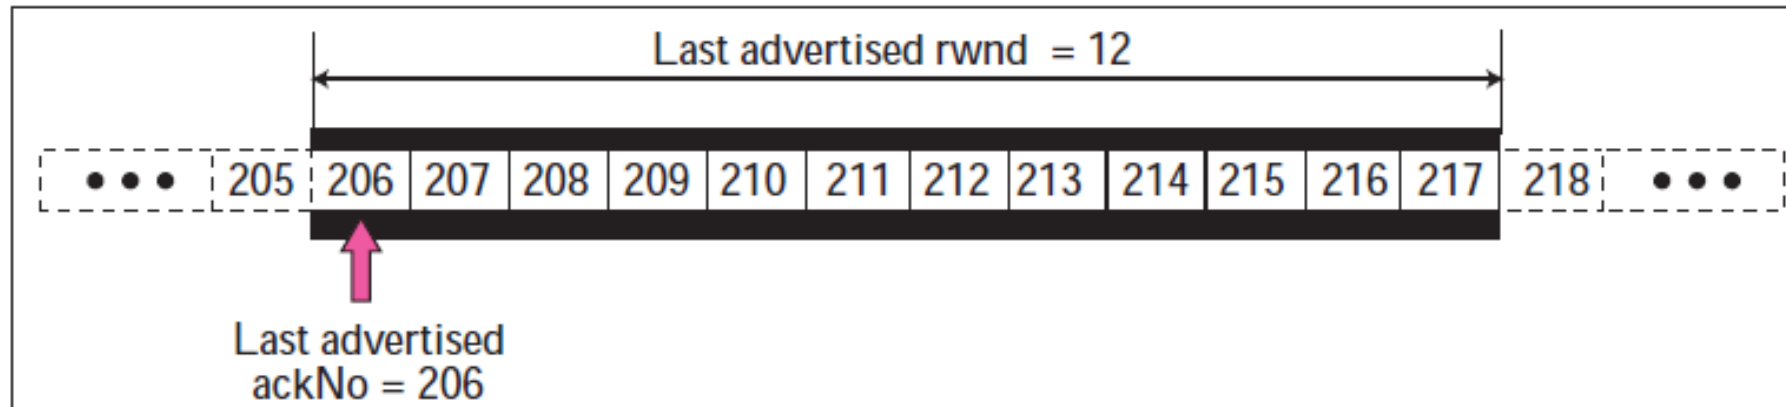 Last advertised rwnd = 12
• • • 205 206 207 208 209 210 211 212 213 214 215 216 217 218 • • •
Last advertised
ackNo = 206